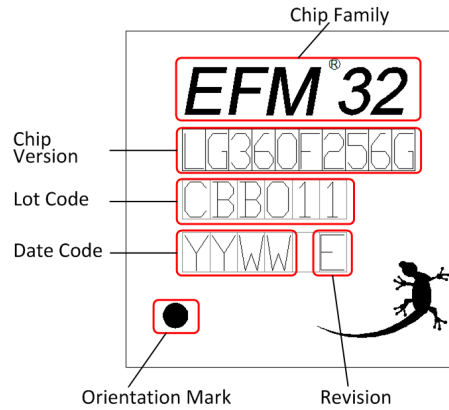 Chip Family
EFM®32
Chip
Version
LG360F256G
Lot Code
CBB011
Date Code
YYWW E
Orientation Mark
Revision